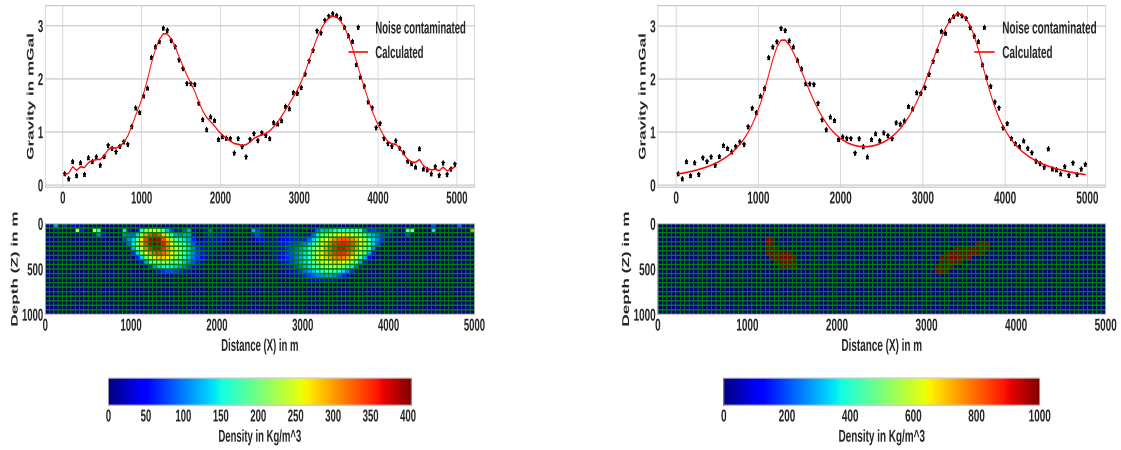 Gravity in mGal
3
2
1
0
Noise contaminated
Calculated
0 1000 2000 3000 4000 5000
Depth (Z) in m
0
500
1000
0 1000 2000 3000 4000 5000
Distance (X) in m
0 50 100 150 200 250 300 350 400
Density in Kg/m^3
Gravity in mGal
3
2
1
0
Noise contaminated
Calculated
0 1000 2000 3000 4000 5000
Depth (Z) in m
0
500
1000
0 1000 2000 3000 4000 5000
Distance (X) in m
0 200 400 600 800 1000
Density in Kg/m^3